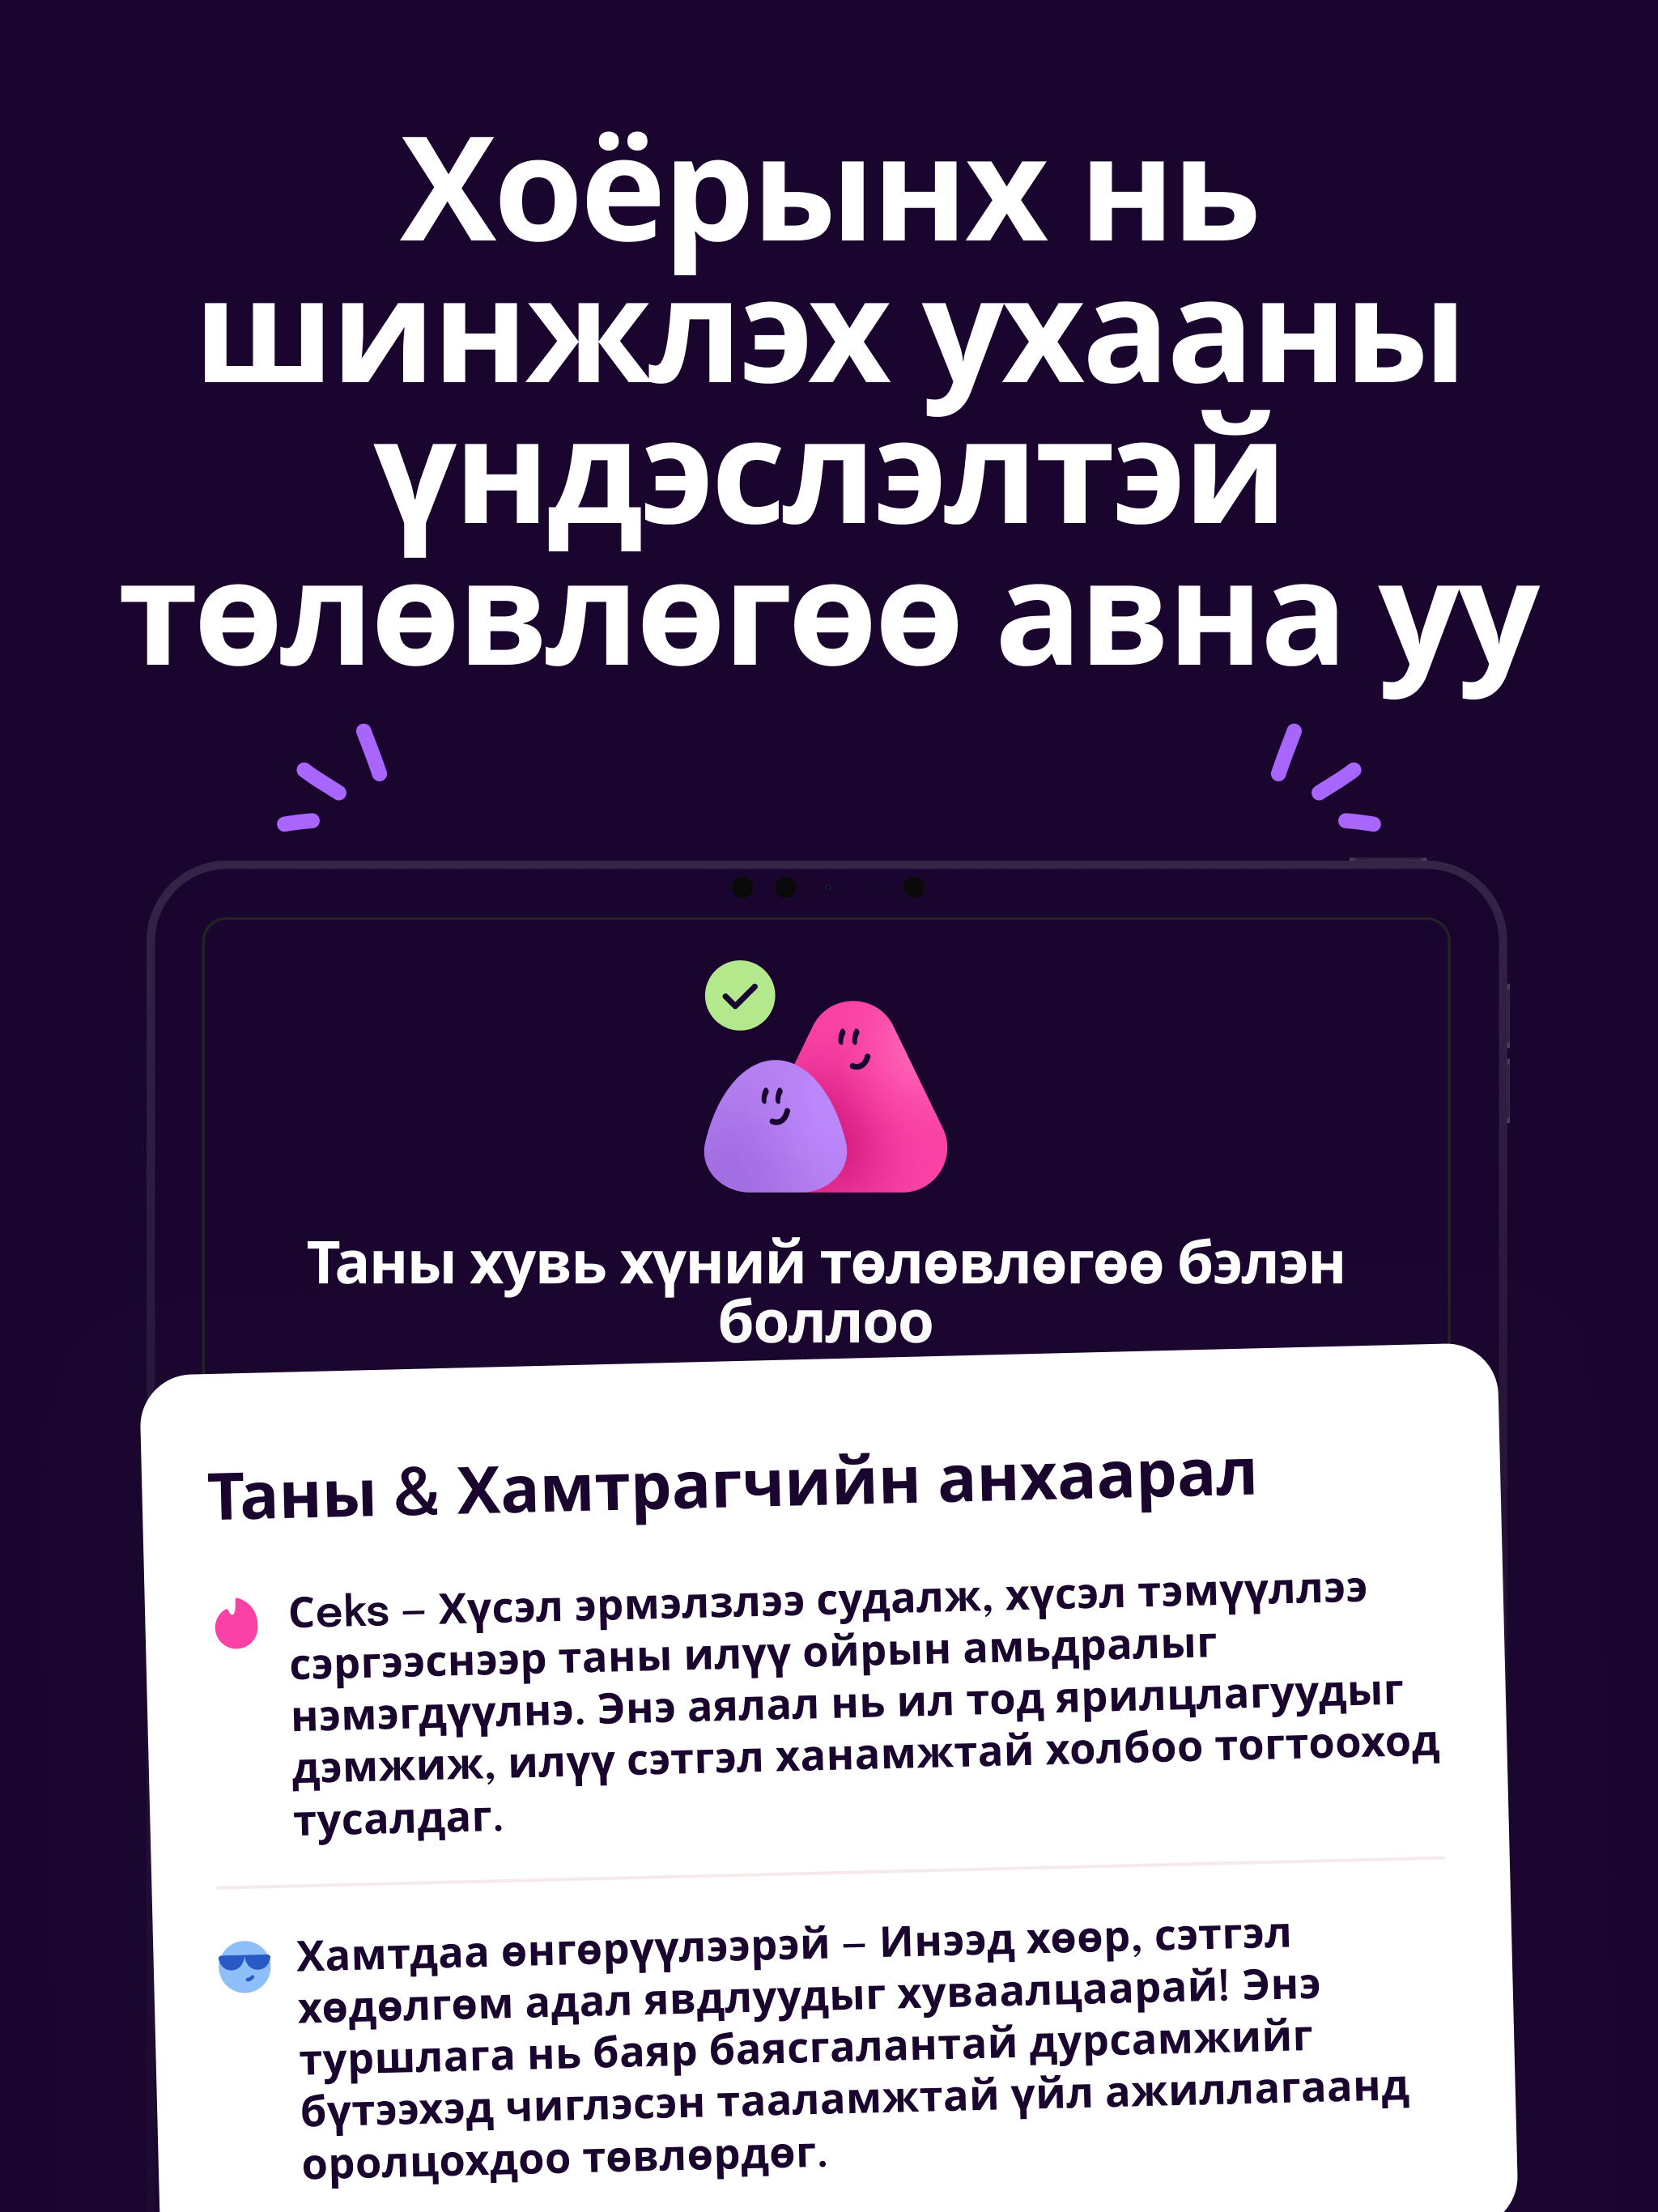 Хоёрынх нь
шинжлэх ухааны
үндэслэлтэй
төлөвлөгөө авна уу
Таны хувь хүний төлөвлөгөө бэлэн
боллоо
Таны & Хамтрагчийн анхаарал
Ceks – Хүсэл эрмэлзлээ судалж, хүсэл тэмүүллээ
сэргээснээр таны илүү ойрын амьдралыг
нэмэгдүүлнэ. Энэ аялал нь ил тод ярилцлагуудыг
дэмжиж, илүү сэтгэл ханамжтай холбоо тогтооход
тусалдаг.
Хамтдаа өнгөрүүлээрэй – Инээд хөөр, сэтгэл
хөдөлгөм адал явдлуудыг хуваалцаарай! Энэ
туршлага нь баяр баясгалантай дурсамжийг
бүтээхэд чиглэсэн тааламжтай үйл ажиллагаанд
оролцохдоо төвлөрдөг.